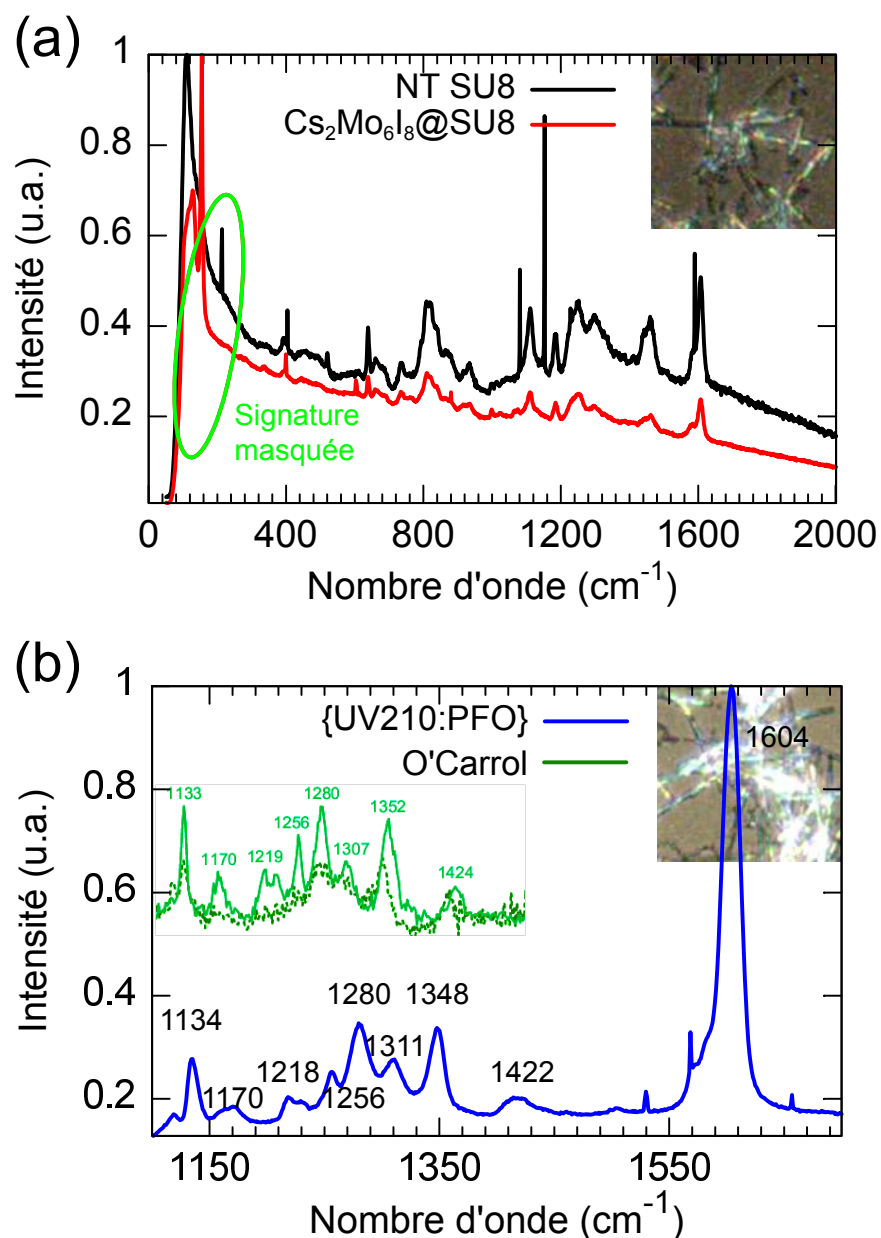 (a)
NT SU8
Cs₂Mo₆I₈@SU8
1
0.8
0.6
0.4
0.2
Intensité (u.a.)
Signature
masquée
0 400 800 1200 1600 2000
Nombre d'onde (cm⁻¹)
(b)
{UV210:PFO}
O'Carrol
1
0.8
0.6
0.4
0.2
Intensité (u.a.)
1604
1133
1170
1219
1256
1280
1307
1352
1424
1134
1170
1218
1256
1280
1311
1348
1422
1150 1350 1550
Nombre d'onde (cm⁻¹)